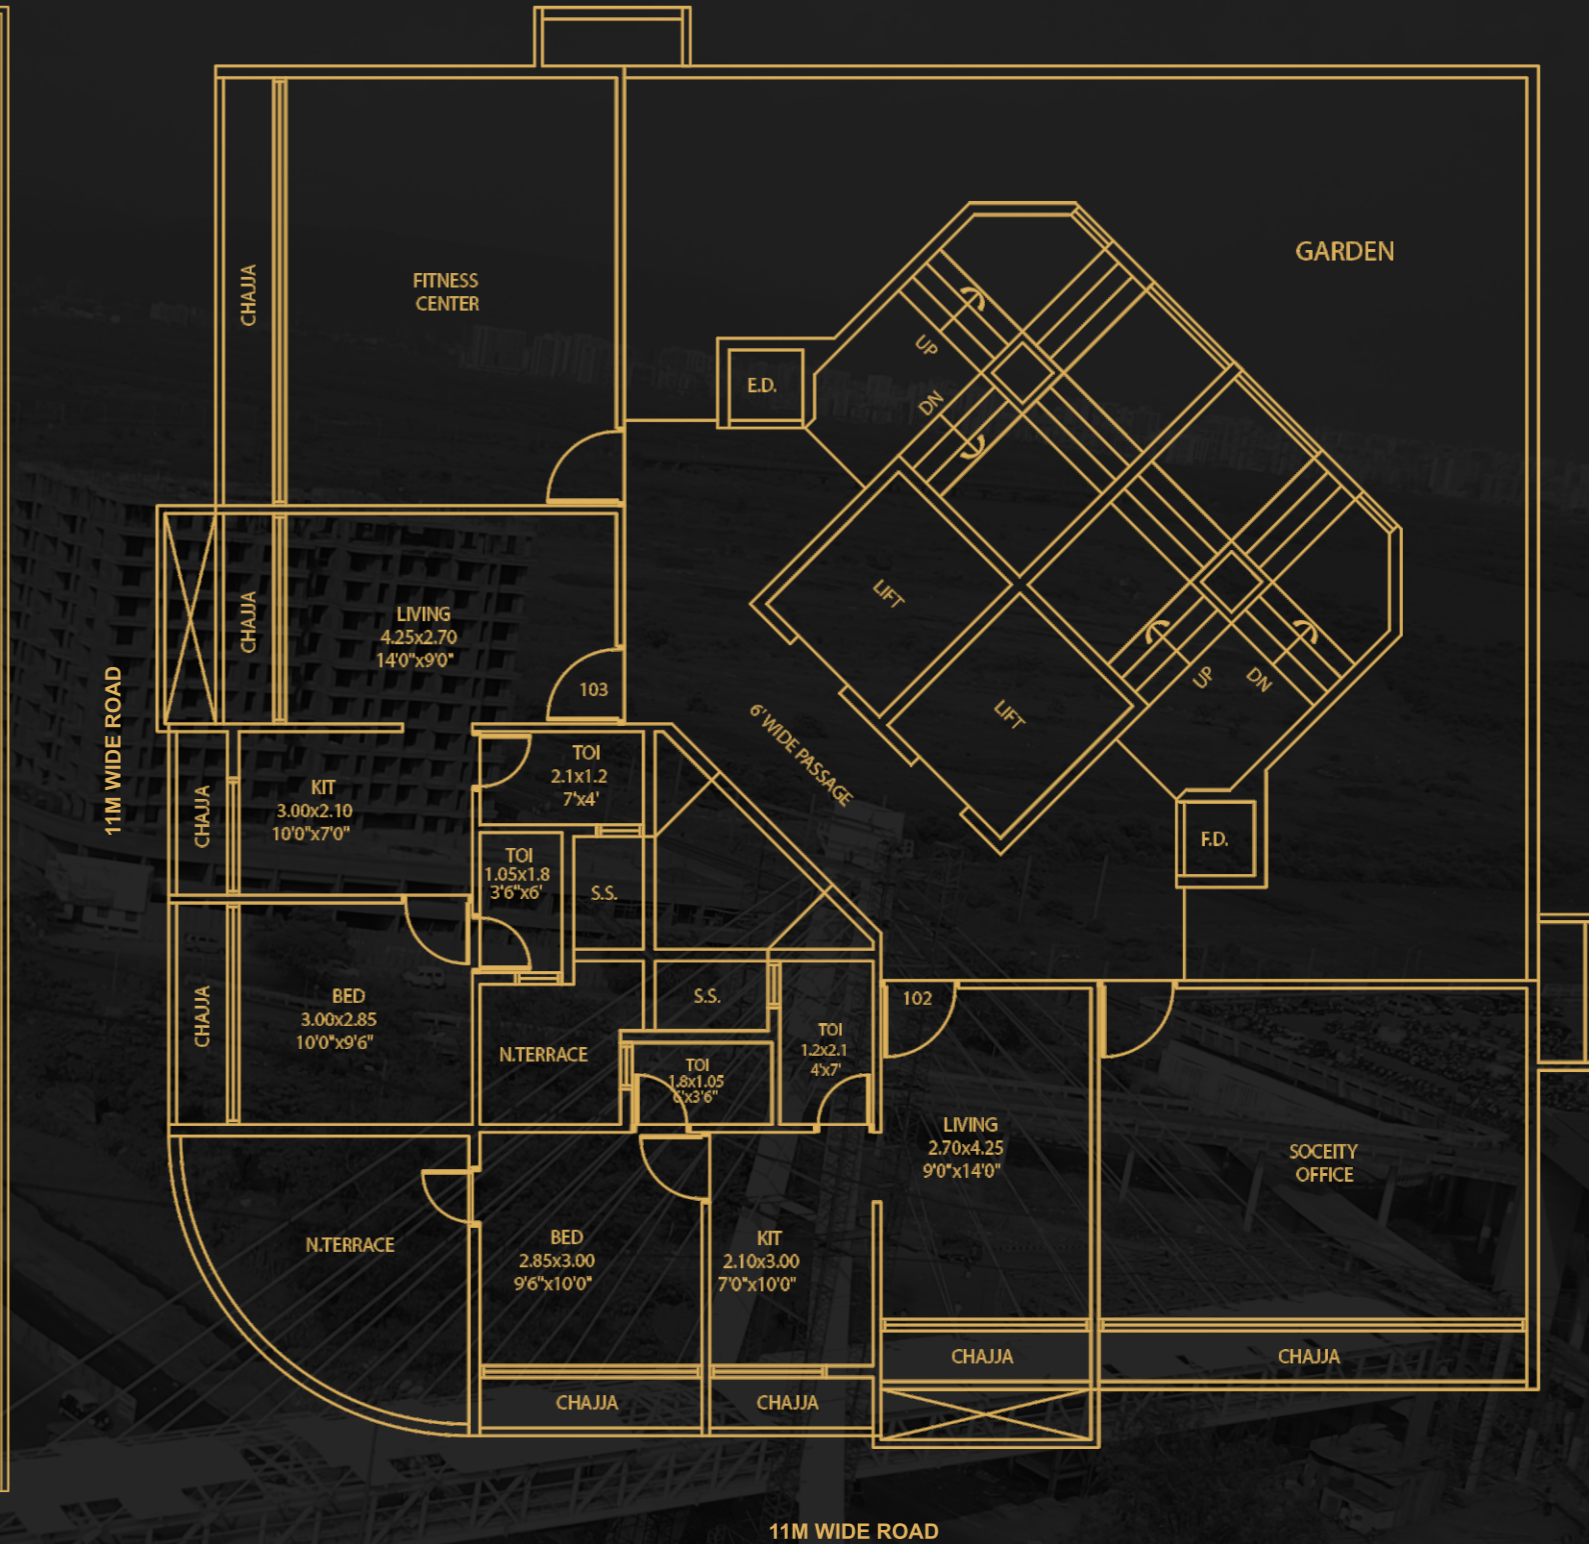 GARDEN
CHAJJA
FITNESS
CENTER
UP
E.D.
DN
LIFT
LIFT
UP
DN
CHAJJA
LIVING
4.25x2.70
14'0"x9'0"
103
11M WIDE ROAD
6' WIDE PASSAGE
TOI
2.1x1.2
7'x4'
CHAJJA
KIT
3.00x2.10
10'0"x7'0"
F.D.
TOI
1.05x1.8
3'6"x6'
S.S.
CHAJJA
BED
3.00x2.85
10'0"x9'6"
S.S.
102
N.TERRACE
TOI
1.2x2.1
4'x7'
TOI
1.8x1.05
6'x3'6"
LIVING
2.70x4.25
9'0"x14'0"
SOCEITY
OFFICE
N.TERRACE
BED
2.85x3.00
9'6"x10'0"
KIT
2.10x3.00
7'0"x10'0"
CHAJJA
CHAJJA
CHAJJA
CHAJJA
11M WIDE ROAD